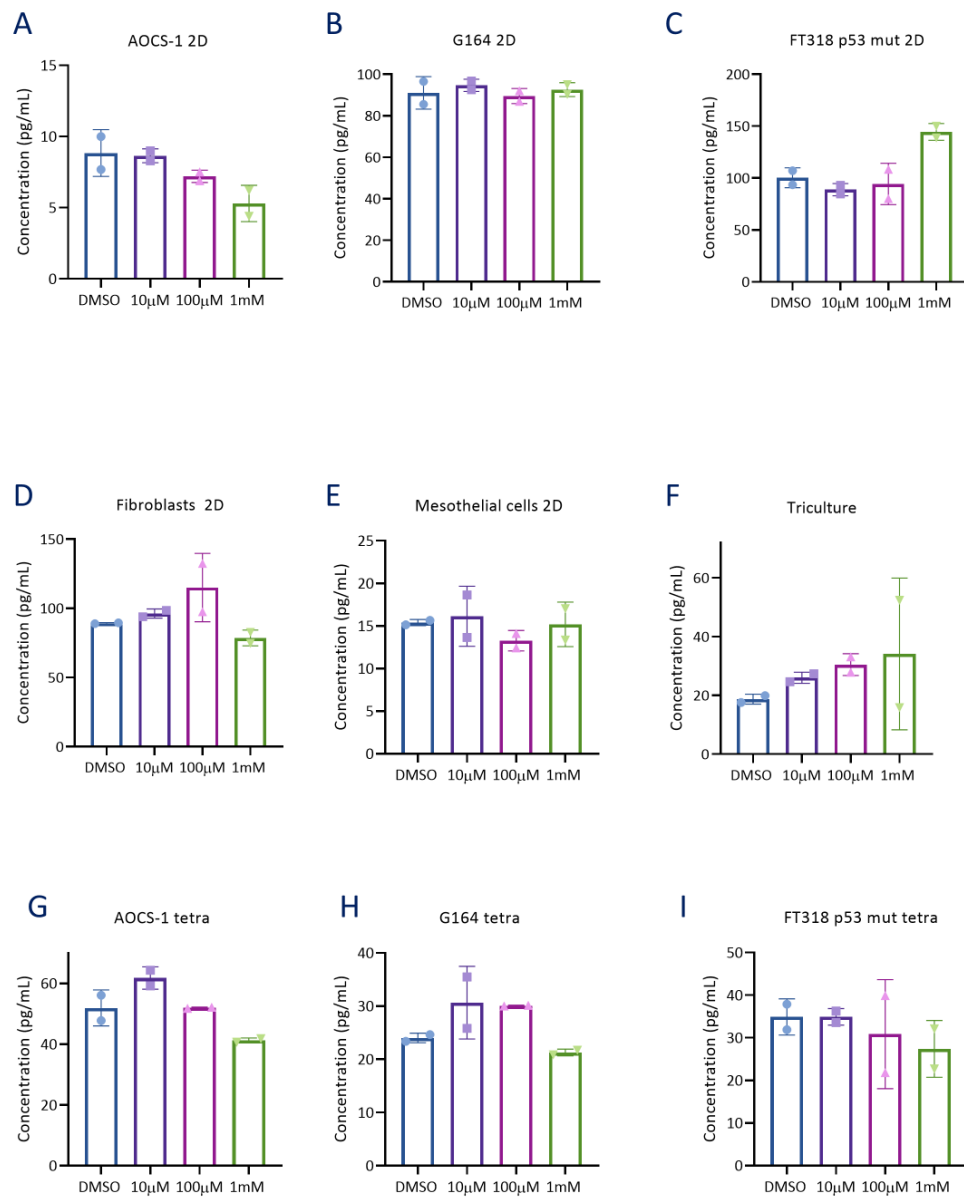 A
AOCS-1 2D
Concentration (pg/mL)
15
10
5
0
DMSO 10μM 100μM 1mM
B
G164 2D
Concentration (pg/mL)
100
80
60
40
20
0
DMSO 10μM 100μM 1mM
C
FT318 p53 mut 2D
Concentration (pg/mL)
200
150
100
50
0
DMSO 10μM 100μM 1mM
D
Fibroblasts 2D
Concentration (pg/mL)
150
100
50
0
DMSO 10μM 100μM 1mM
E
Mesothelial cells 2D
Concentration (pg/mL)
25
20
15
10
5
0
DMSO 10μM 100μM 1mM
F
Triculture
Concentration (pg/mL)
60
40
20
0
DMSO 10μM 100μM 1mM
G
AOCS-1 tetra
Concentration (pg/mL)
60
40
20
0
DMSO 10μM 100μM 1mM
H
G164 tetra
Concentration (pg/mL)
40
30
20
10
0
DMSO 10μM 100μM 1mM
I
FT318 p53 mut tetra
Concentration (pg/mL)
50
40
30
20
10
0
DMSO 10μM 100μM 1mM